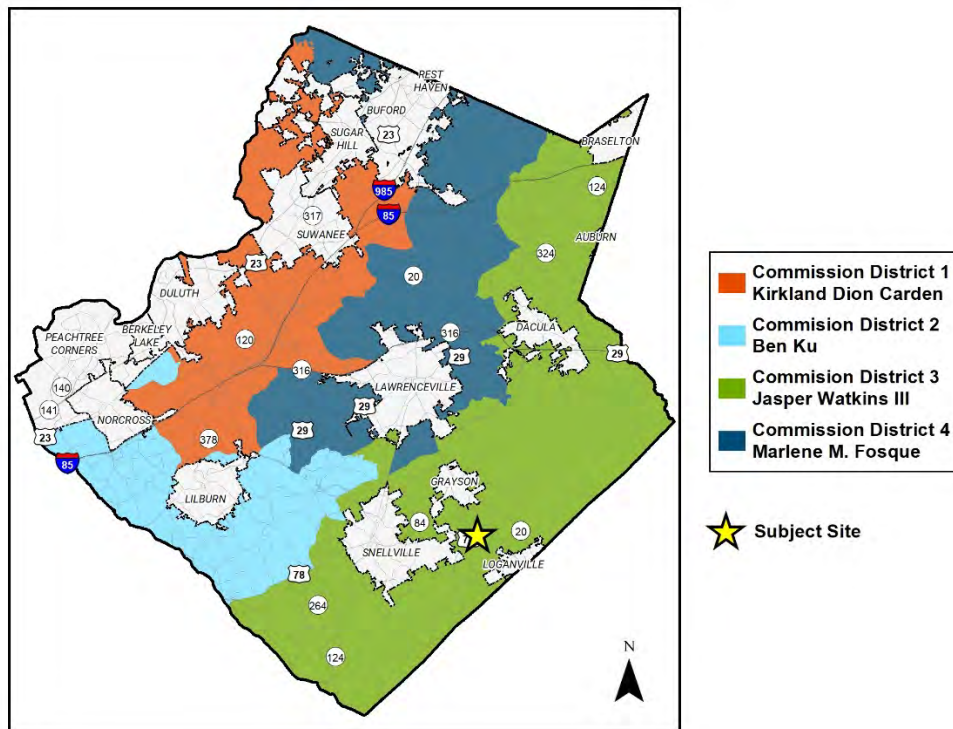 REST
HAVEN
BUFORD
23
SUGAR
HILL
BRASELTON
985
124
85
317
SUWANEE
AUBURN
23
324
20
DULUTH
PEACHTREE
CORNERS
BERKELEY
LAKE
120
316
DACULA
316
29
29
140
LAWRENCEVILLE
141
NORCROSS
29
23
29
378
85
LILBURN
GRAYSON
84
20
SNELLVILLE
LOGANVILLE
78
264
124
N
Commission District 1
Kirkland Dion Carden
Commision District 2
Ben Ku
Commision District 3
Jasper Watkins III
Commission District 4
Marlene M. Fosque
Subject Site